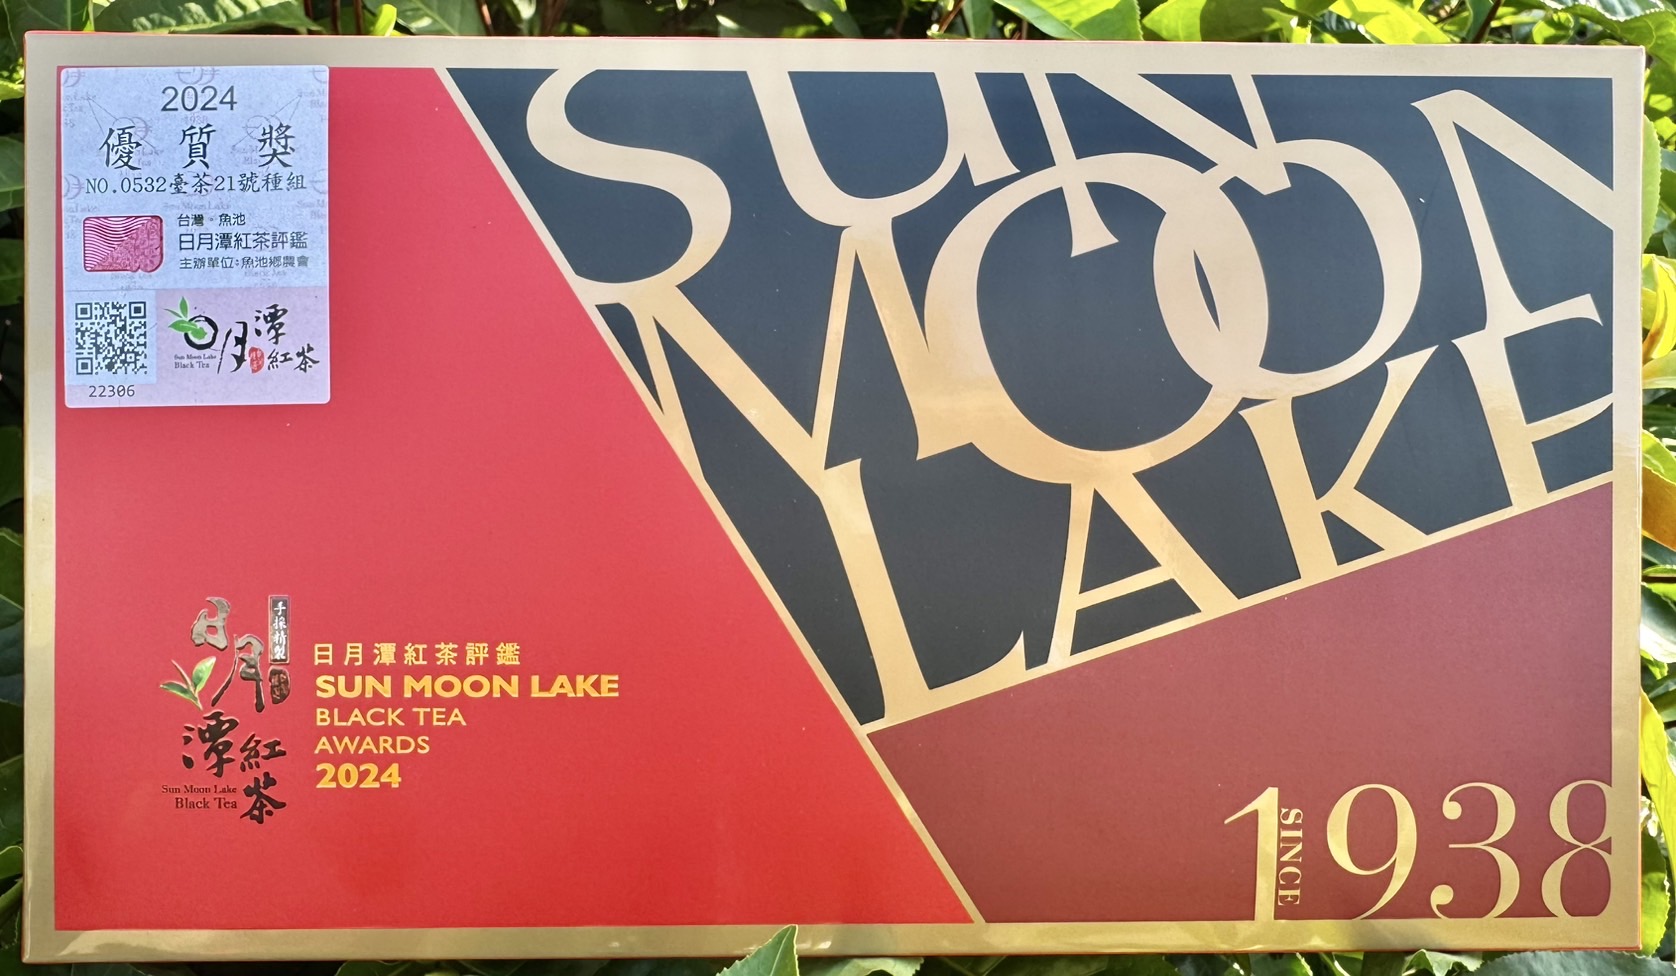 2024
優質獎
NO.0532臺茶21號種組
台灣。魚池
日月潭紅茶評鑑
主辦單位:魚池鄉農會
22306
日月潭紅茶
Sun Moon Lake
Black Tea
SUN
MOON
LAKE
手採精製
日月潭紅茶
Sun Moon Lake
Black Tea
日月潭紅茶評鑑
SUN MOON LAKE
BLACK TEA
AWARDS
2024
SINCE
1938